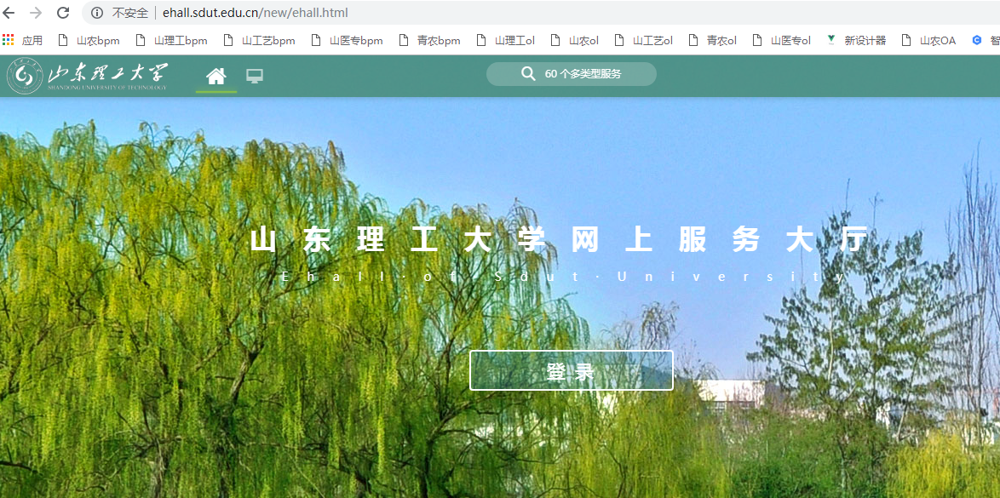 不安全 ehall.sdut.edu.cn/new/ehall.html
应用 山农bpm 山理工bpm 山工艺bpm 山医专bpm 青农bpm 山理工ol 山农ol 山工艺ol 青农ol 山医专ol 新设计器 山农OA 智
山东理工大学
SHANDONG UNIVERSITY OF TECHNOLOGY
60 个多类型服务
山东理工大学网上服务大厅
Ehall·of Sdut·University
登 录